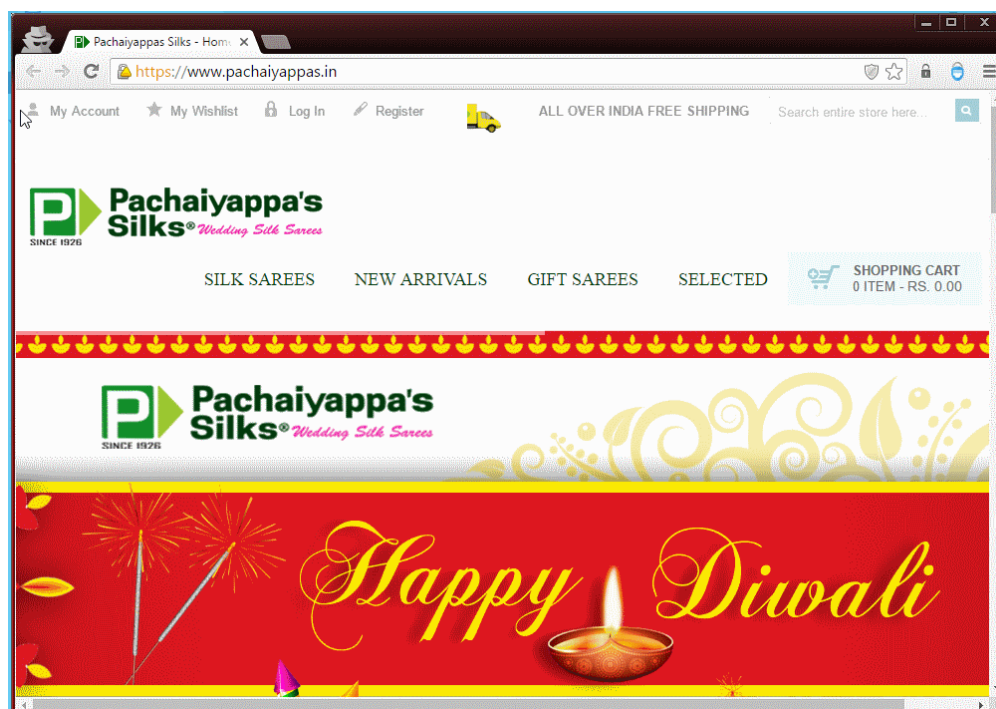 Pachaiyappas Silks - Hom
https://www.pachaiyappas.in
My Account My Wishlist Log In Register ALL OVER INDIA FREE SHIPPING Search entire store here...
Pachaiyappa's
Silks® Wedding Silk Sarees
SINCE 1926
SILK SAREES NEW ARRIVALS GIFT SAREES SELECTED
SHOPPING CART
0 ITEM - RS. 0.00
Pachaiyappa's
Silks® Wedding Silk Sarees
SINCE 1926
Happy Diwali